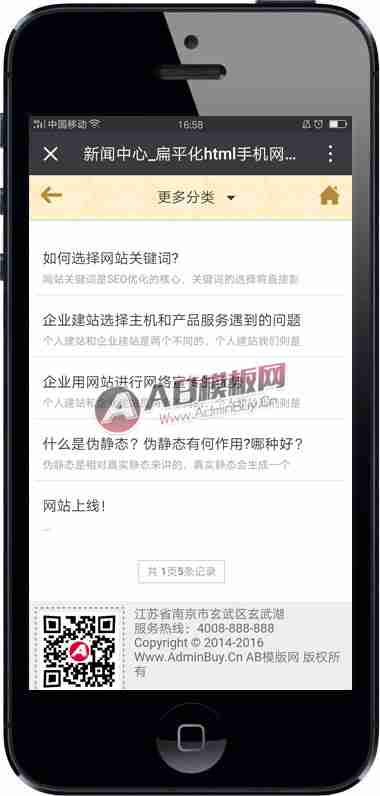 中国移动
16:58
新闻中心_扁平化html手机网...
更多分类
如何选择网站关键词?
网站关键词是SEO优化的核心，关键词的选择将直接影
企业建站选择主机和产品服务遇到的问题
个人建站和企业建站是两个不同的，个人建站我们则是
企业用网站进行网络宣传的优势
个人建站和企业
们则是
AB模板网
Www.AdminBuy.Cn
什么是伪静态？伪静态有何作用?哪种好？
伪静态是相对真实静态来讲的，真实静态会生成一个
网站上线！
...
共 1页5条记录
A
江苏省南京市玄武区玄武湖
服务热线：4008-888-888
Copyright © 2014-2016
Www.AdminBuy.Cn AB模版网 版权所
有